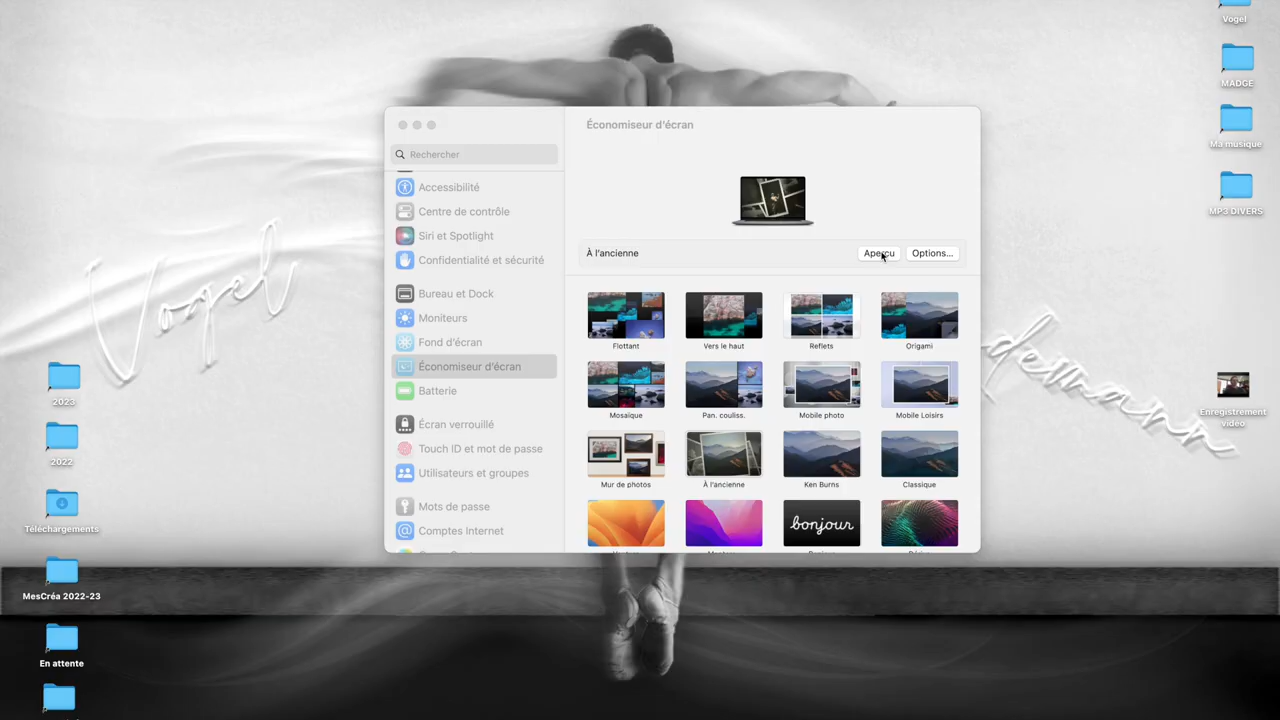 Vogel
MADGE
Ma musique
MP3 DIVERS
Enregistrement
vidéo
2023
2022
Téléchargements
MesCréa 2022-23
En attente
Vogel
demann
Rechercher
Accessibilité
Centre de contrôle
Siri et Spotlight
Confidentialité et sécurité
Bureau et Dock
Moniteurs
Fond d'écran
Économiseur d'écran
Batterie
Écran verrouillé
Touch ID et mot de passe
Utilisateurs et groupes
Mots de passe
Comptes Internet
Économiseur d'écran
À l'ancienne
Aperçu
Options...
Flottant
Vers le haut
Reflets
Origami
Mosaïque
Pan. couliss.
Mobile photo
Mobile Loisirs
Mur de photos
À l'ancienne
Ken Burns
Classique
bonjour